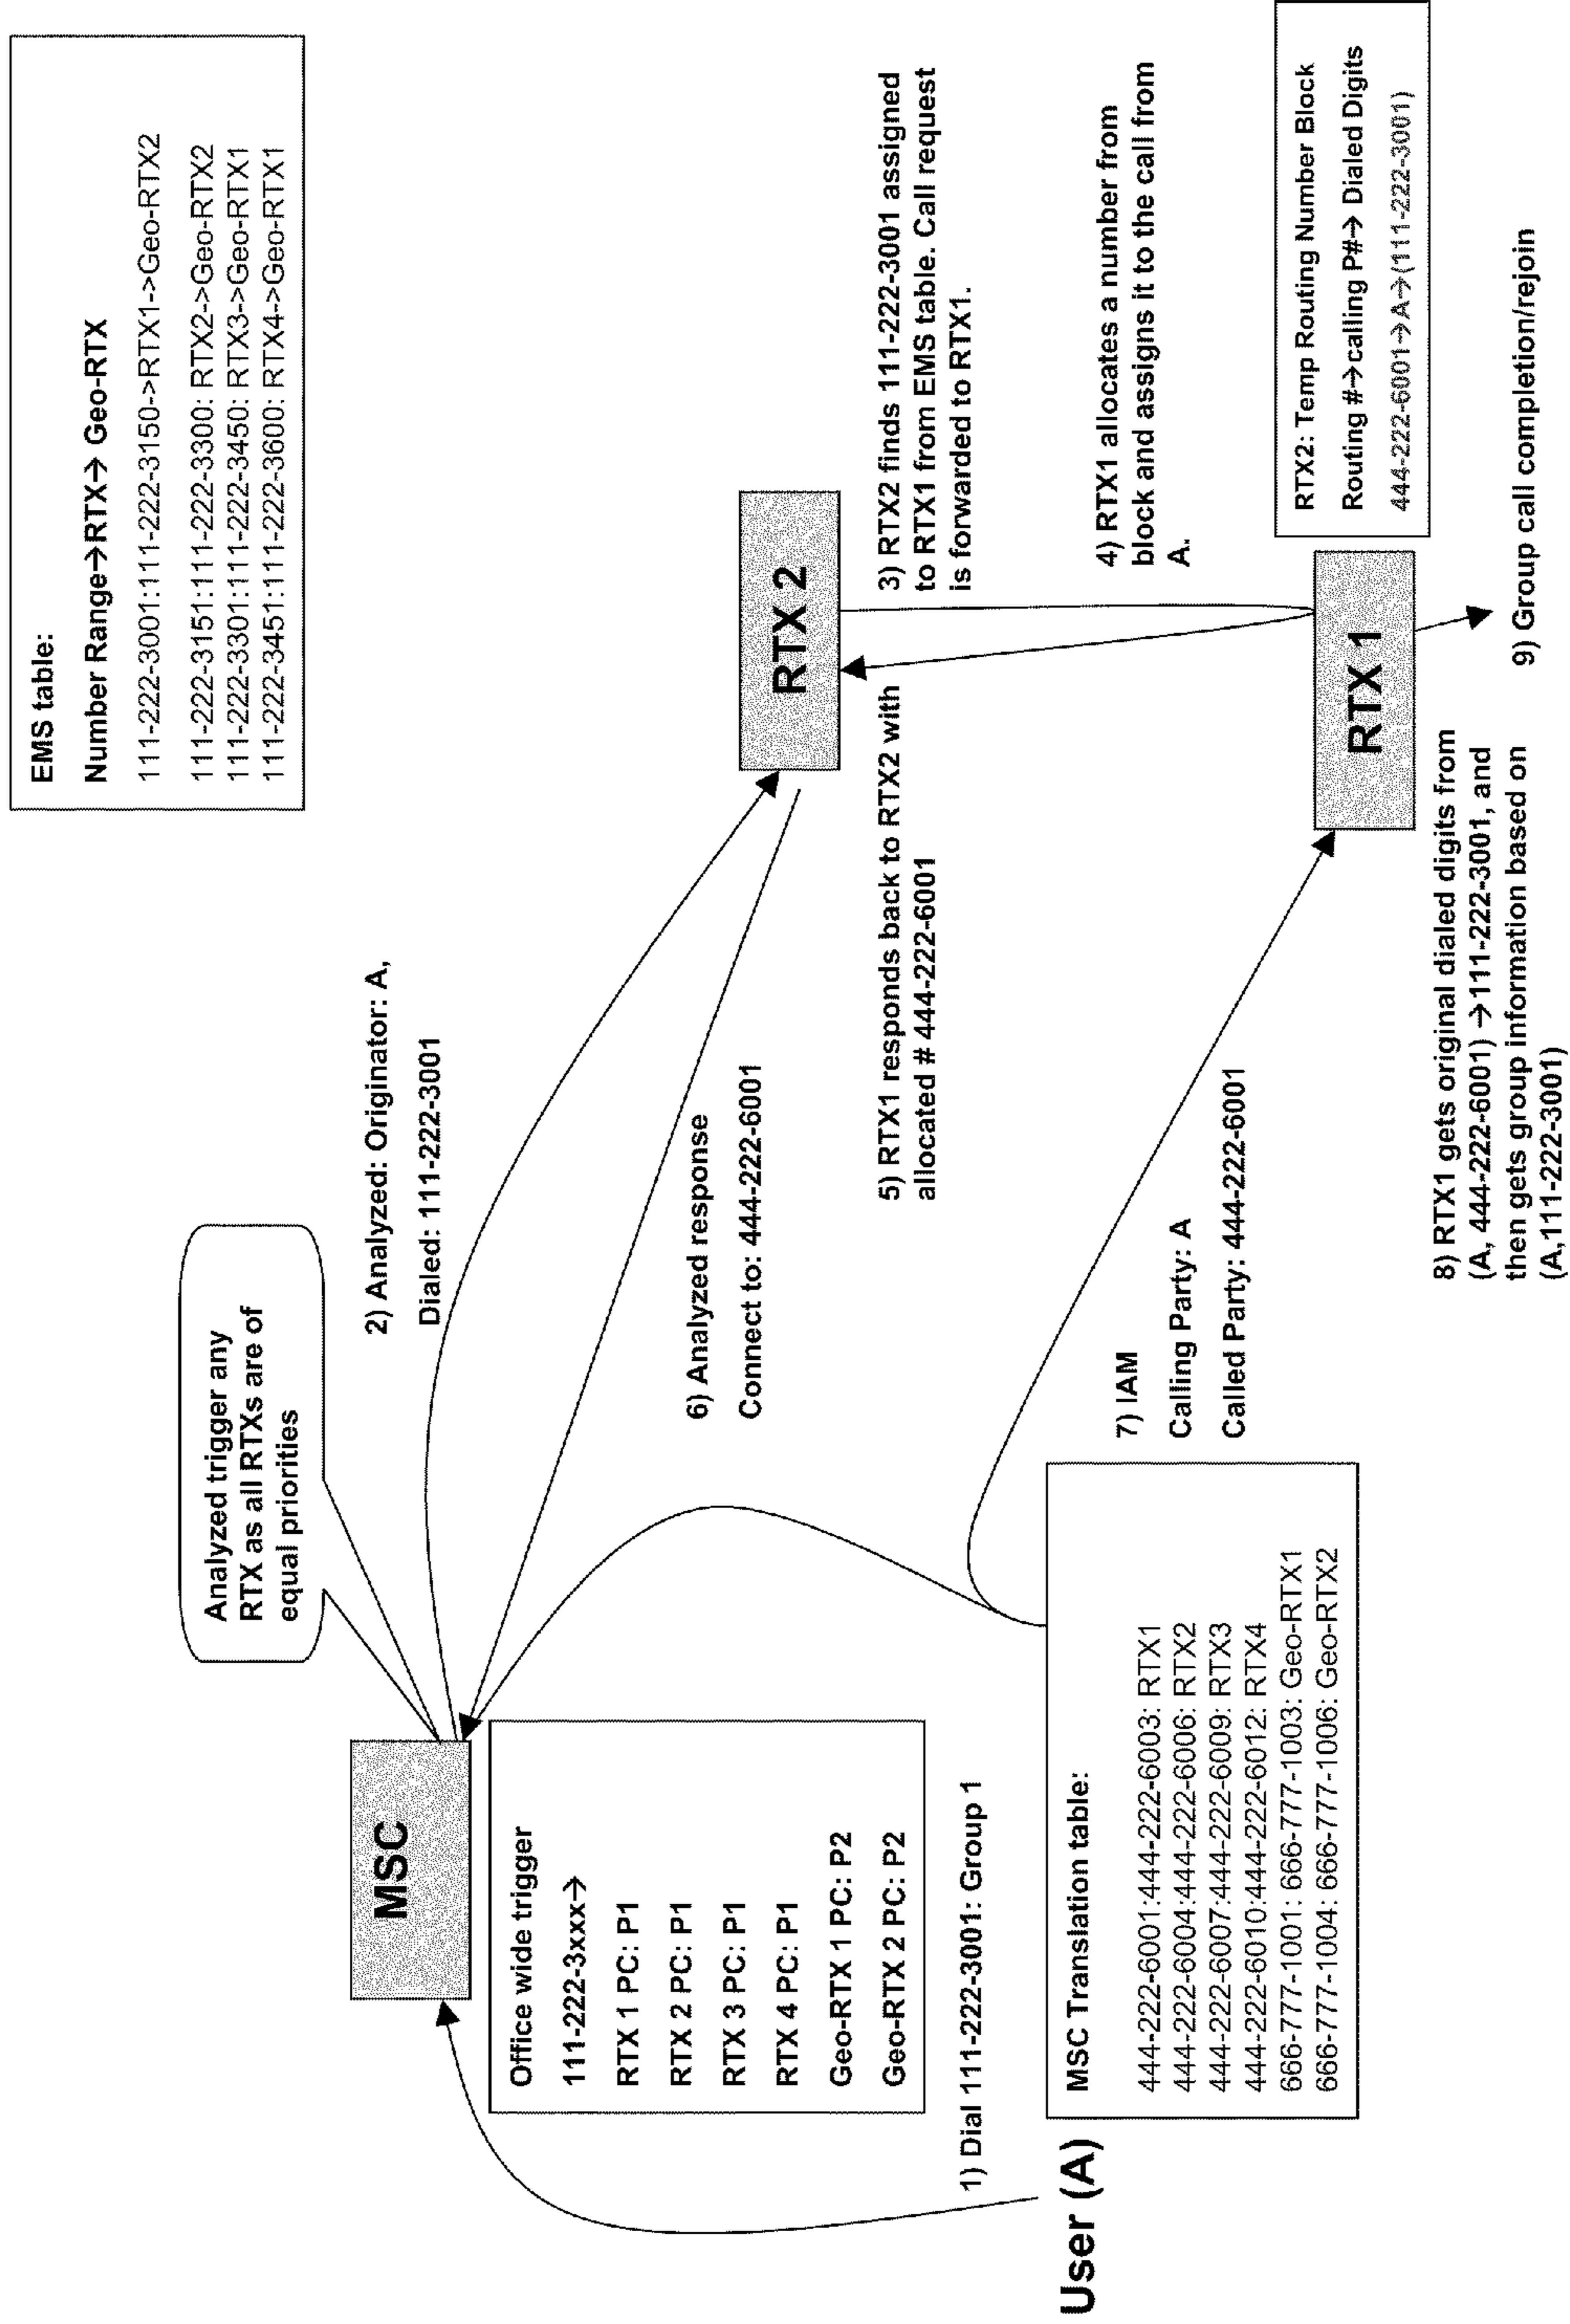 EMS table:
Number Range→RTX→ Geo-RTX
111-222-3001:111-222-3150->RTX1->Geo-RTX2
111-222-3151:111-222-3300: RTX2->Geo-RTX2
111-222-3301:111-222-3450: RTX3->Geo-RTX1
111-222-3451:111-222-3600: RTX4->Geo-RTX1
Analyzed trigger any
RTX as all RTXs are of
equal priorities
2) Analyzed: Originator: A,
Dialed: 111-222-3001
MSC
Office wide trigger
111-222-3xxx→
RTX 1 PC: P1
RTX 2 PC: P1
RTX 3 PC: P1
RTX 4 PC: P1
Geo-RTX 1 PC: P2
Geo-RTX 2 PC: P2
6) Analyzed response
Connect to: 444-222-6001
RTX 2
3) RTX2 finds 111-222-3001 assigned
to RTX1 from EMS table. Call request
is forwarded to RTX1.
5) RTX1 responds back to RTX2 with
allocated # 444-222-6001
1) Dial 111-222-3001: Group 1
User (A)
MSC Translation table:
444-222-6001:444-222-6003: RTX1
444-222-6004:444-222-6006: RTX2
444-222-6007:444-222-6009: RTX3
444-222-6010:444-222-6012: RTX4
666-777-1001: 666-777-1003: Geo-RTX1
666-777-1004: 666-777-1006: Geo-RTX2
7) IAM
Calling Party: A
Called Party: 444-222-6001
4) RTX1 allocates a number from
block and assigns it to the call from
A.
RTX 1
RTX2: Temp Routing Number Block
Routing #→calling P#→ Dialed Digits
444-222-6001→A→(111-222-3001)
8) RTX1 gets original dialed digits from
(A, 444-222-6001) →111-222-3001, and
then gets group information based on
(A,111-222-3001)
9) Group call completion/rejoin